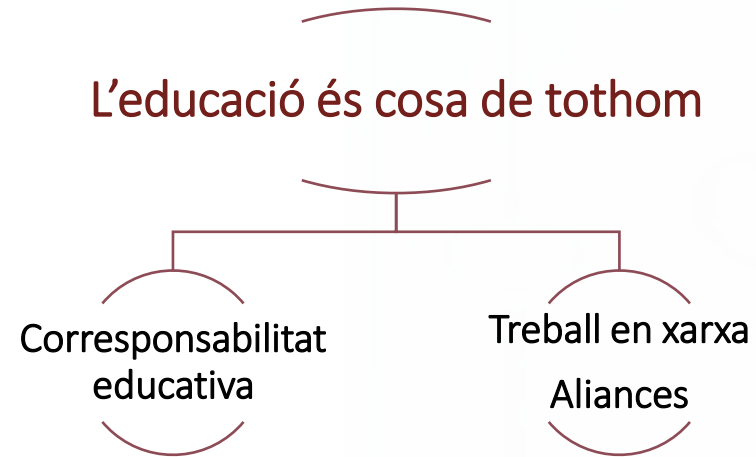 L’educació és cosa de tothom
Corresponsabilitat
educativa
Treball en xarxa
Aliances